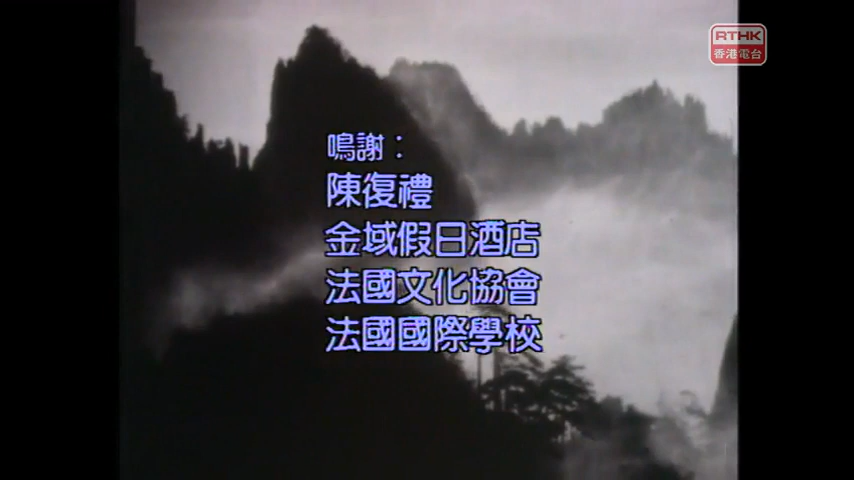 RTHK
香港電台
鳴謝：
陳復禮
金域假日酒店
法國文化協會
法國國際學校